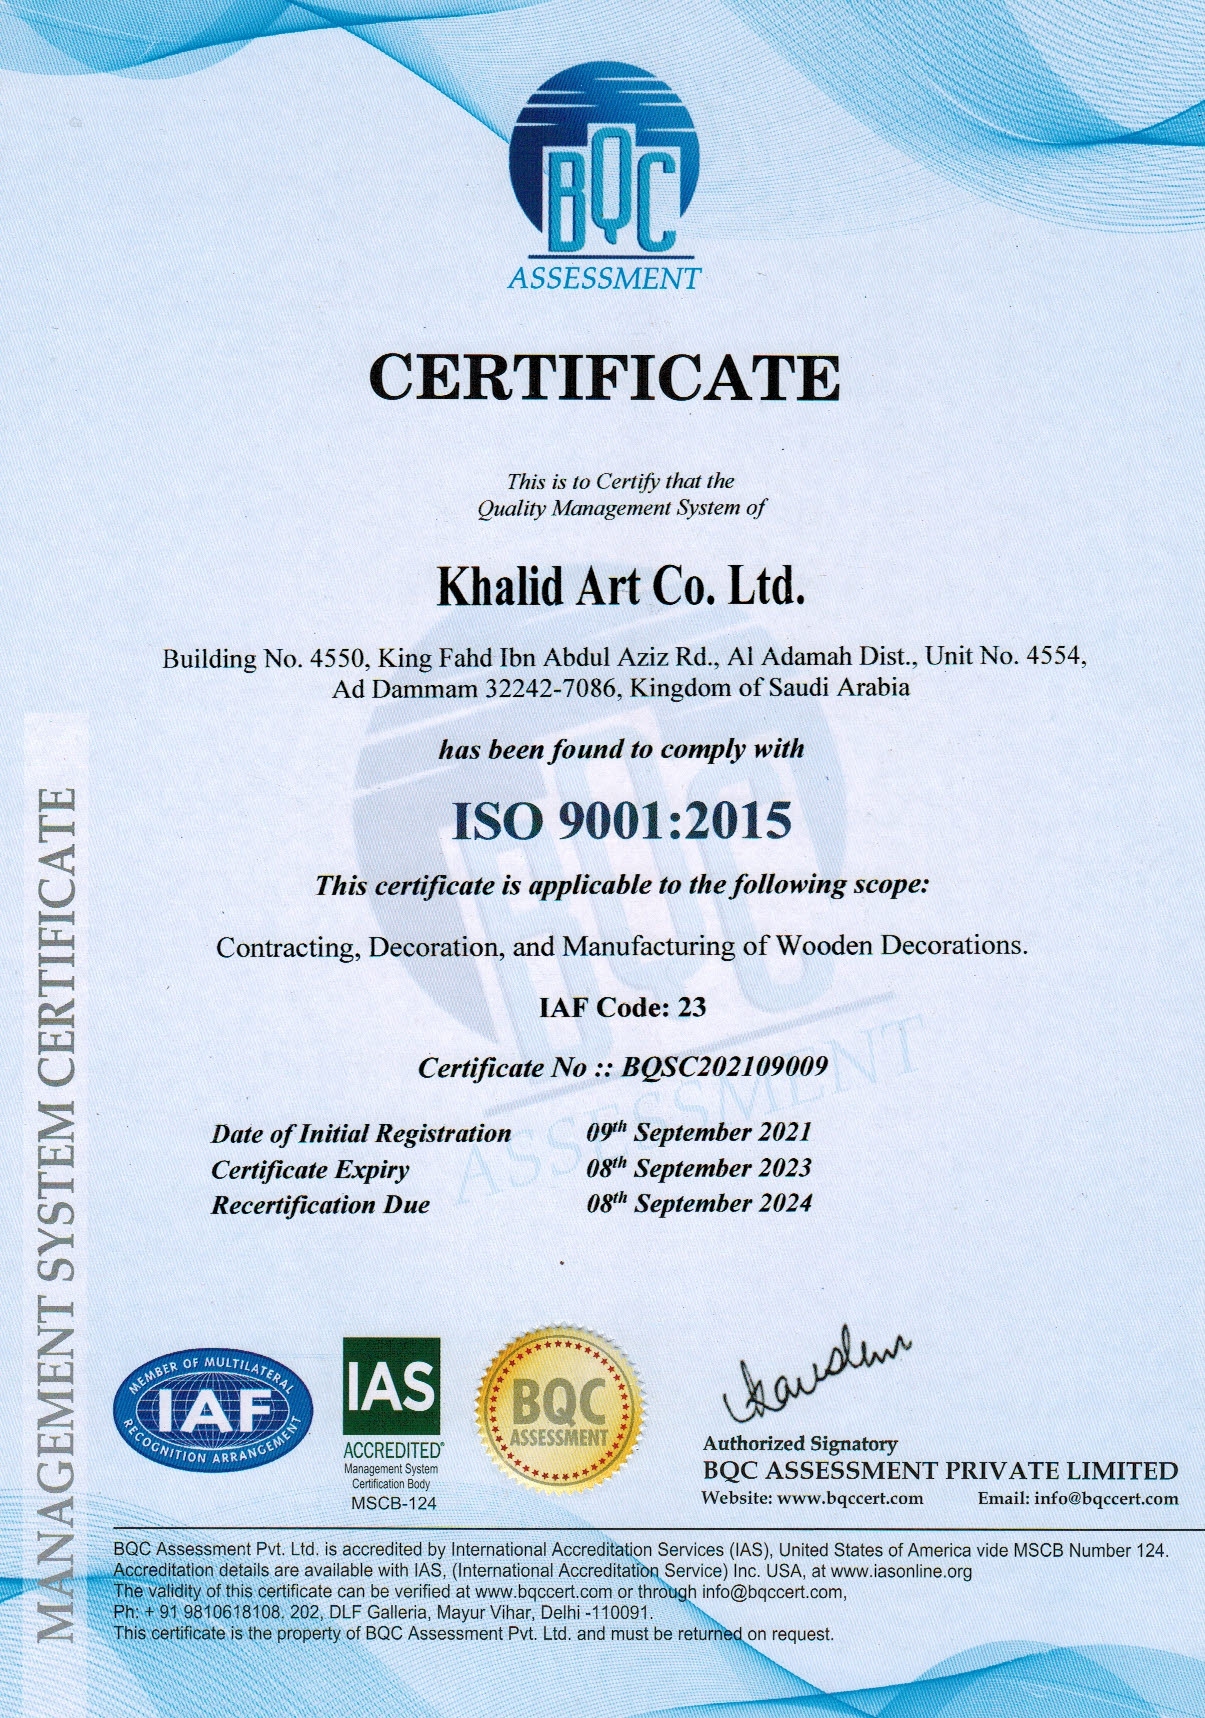 BQC
ASSESSMENT
CERTIFICATE
This is to Certify that the
Quality Management System of
Khalid Art Co. Ltd.
Building No. 4550, King Fahd Ibn Abdul Aziz Rd., Al Adamah Dist., Unit No. 4554,
Ad Dammam 32242-7086, Kingdom of Saudi Arabia
has been found to comply with
ISO 9001:2015
This certificate is applicable to the following scope:
Contracting, Decoration, and Manufacturing of Wooden Decorations.
IAF Code: 23
Certificate No :: BQSC202109009
Date of Initial Registration 09th September 2021
Certificate Expiry 08th September 2023
Recertification Due 08th September 2024
MANAGEMENT SYSTEM CERTIFICATE
BQC
ASSESSMENT
MEMBER OF MULTILATERAL
IAF
RECOGNITION ARRANGEMENT
IAS
ACCREDITED®
Management System
Certification Body
MSCB-124
BQC
ASSESSMENT
Authorized Signatory
BQC ASSESSMENT PRIVATE LIMITED
Website: www.bqccert.com Email: info@bqccert.com
BQC Assessment Pvt. Ltd. is accredited by International Accreditation Services (IAS), United States of America vide MSCB Number 124.
Accreditation details are available with IAS, (International Accreditation Service) Inc. USA, at www.iasonline.org
The validity of this certificate can be verified at www.bqccert.com or through info@bqccert.com,
Ph: + 91 9810618108, 202, DLF Galleria, Mayur Vihar, Delhi -110091.
This certificate is the property of BQC Assessment Pvt. Ltd. and must be returned on request.